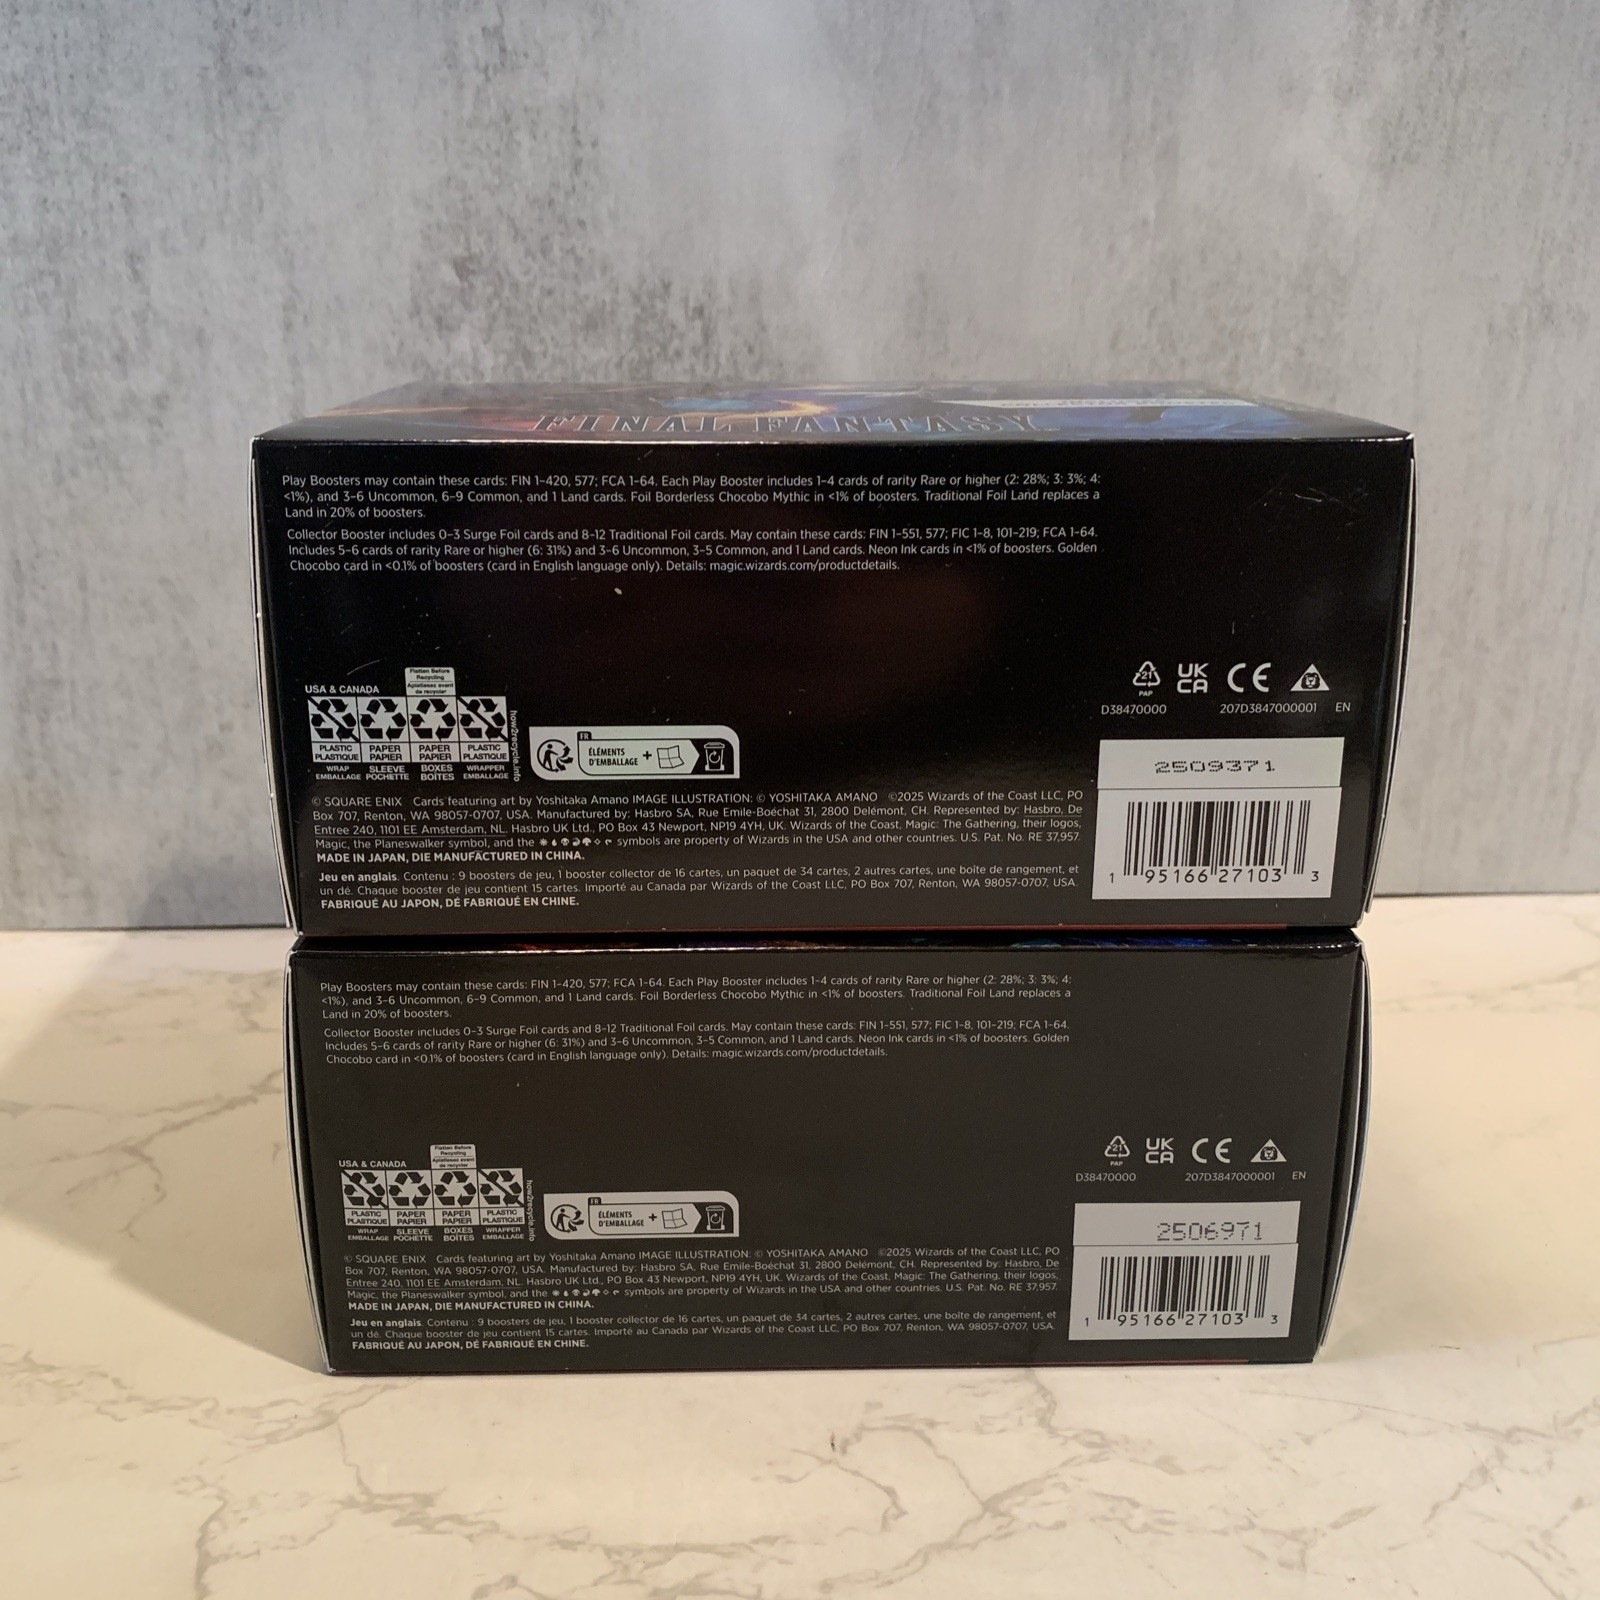 FINAL FANTASY
Play Boosters may contain these cards: FIN 1-420, 577; FCA 1-64. Each Play Booster includes 1-4 cards of rarity Rare or higher (2: 28%; 3: 3%; 4:
<1%), and 3-6 Uncommon, 6-9 Common, and 1 Land cards. Foil Borderless Chocobo Mythic in <1% of boosters. Traditional Foil Land replaces a
Land in 20% of boosters.
Collector Booster includes 0-3 Surge Foil cards and 8-12 Traditional Foil cards. May contain these cards: FIN 1-551, 577; FIC 1-8, 101-219; FCA 1-64.
Includes 5-6 cards of rarity Rare or higher (6: 31%) and 3-6 Uncommon, 3-5 Common, and 1 Land cards. Neon Ink cards in <1% of boosters. Golden
Chocobo card in <0.1% of boosters (card in English language only). Details: magic.wizards.com/productdetails.
Flatten Before
Recycling
Aplatissez avant
de recycler
USA & CANADA
PLASTIC PAPER PAPER PLASTIC
PLASTIQUE PAPIER PAPIER PLASTIQUE
WRAP SLEEVE BOXES WRAPPER
EMBALLAGE POCHETTE BOÎTES EMBALLAGE
how2recycle.info
FR
ÉLÉMENTS
D'EMBALLAGE +
21
PAP
UK
CA
CE
D38470000 207D3847000001 EN
2509371
1 95166 27103 3
© SQUARE ENIX Cards featuring art by Yoshitaka Amano IMAGE ILLUSTRATION: © YOSHITAKA AMANO ©2025 Wizards of the Coast LLC, PO
Box 707, Renton, WA 98057-0707, USA. Manufactured by: Hasbro SA, Rue Emile-Boéchat 31, 2800 Delémont, CH. Represented by: Hasbro, De
Entree 240, 1101 EE Amsterdam, NL. Hasbro UK Ltd., PO Box 43 Newport, NP19 4YH, UK. Wizards of the Coast, Magic: The Gathering, their logos,
Magic, the Planeswalker symbol, and the symbols are property of Wizards in the USA and other countries. U.S. Pat. No. RE 37,957.
MADE IN JAPAN, DIE MANUFACTURED IN CHINA.
Jeu en anglais. Contenu : 9 boosters de jeu, 1 booster collector de 16 cartes, un paquet de 34 cartes, 2 autres cartes, une boîte de rangement, et
un dé. Chaque booster de jeu contient 15 cartes. Importé au Canada par Wizards of the Coast LLC, PO Box 707, Renton, WA 98057-0707, USA.
FABRIQUÉ AU JAPON, DÉ FABRIQUÉ EN CHINE.
Play Boosters may contain these cards: FIN 1-420, 577; FCA 1-64. Each Play Booster includes 1-4 cards of rarity Rare or higher (2: 28%; 3: 3%; 4:
<1%), and 3-6 Uncommon, 6-9 Common, and 1 Land cards. Foil Borderless Chocobo Mythic in <1% of boosters. Traditional Foil Land replaces a
Land in 20% of boosters.
Collector Booster includes 0-3 Surge Foil cards and 8-12 Traditional Foil cards. May contain these cards: FIN 1-551, 577; FIC 1-8, 101-219; FCA 1-64.
Includes 5-6 cards of rarity Rare or higher (6: 31%) and 3-6 Uncommon, 3-5 Common, and 1 Land cards. Neon Ink cards in <1% of boosters. Golden
Chocobo card in <0.1% of boosters (card in English language only). Details: magic.wizards.com/productdetails.
Flatten Before
Recycling
Aplatissez avant
de recycler
USA & CANADA
PLASTIC PAPER PAPER PLASTIC
PLASTIQUE PAPIER PAPIER PLASTIQUE
WRAP SLEEVE BOXES WRAPPER
EMBALLAGE POCHETTE BOÎTES EMBALLAGE
how2recycle.info
FR
ÉLÉMENTS
D'EMBALLAGE +
21
PAP
UK
CA
CE
D38470000 207D3847000001 EN
2506971
1 95166 27103 3
© SQUARE ENIX Cards featuring art by Yoshitaka Amano IMAGE ILLUSTRATION: © YOSHITAKA AMANO ©2025 Wizards of the Coast LLC, PO
Box 707, Renton, WA 98057-0707, USA. Manufactured by: Hasbro SA, Rue Emile-Boéchat 31, 2800 Delémont, CH. Represented by: Hasbro, De
Entree 240, 1101 EE Amsterdam, NL. Hasbro UK Ltd., PO Box 43 Newport, NP19 4YH, UK. Wizards of the Coast, Magic: The Gathering, their logos,
Magic, the Planeswalker symbol, and the symbols are property of Wizards in the USA and other countries. U.S. Pat. No. RE 37,957.
MADE IN JAPAN, DIE MANUFACTURED IN CHINA.
Jeu en anglais. Contenu : 9 boosters de jeu, 1 booster collector de 16 cartes, un paquet de 34 cartes, 2 autres cartes, une boîte de rangement, et
un dé. Chaque booster de jeu contient 15 cartes. Importé au Canada par Wizards of the Coast LLC, PO Box 707, Renton, WA 98057-0707, USA.
FABRIQUÉ AU JAPON, DÉ FABRIQUÉ EN CHINE.